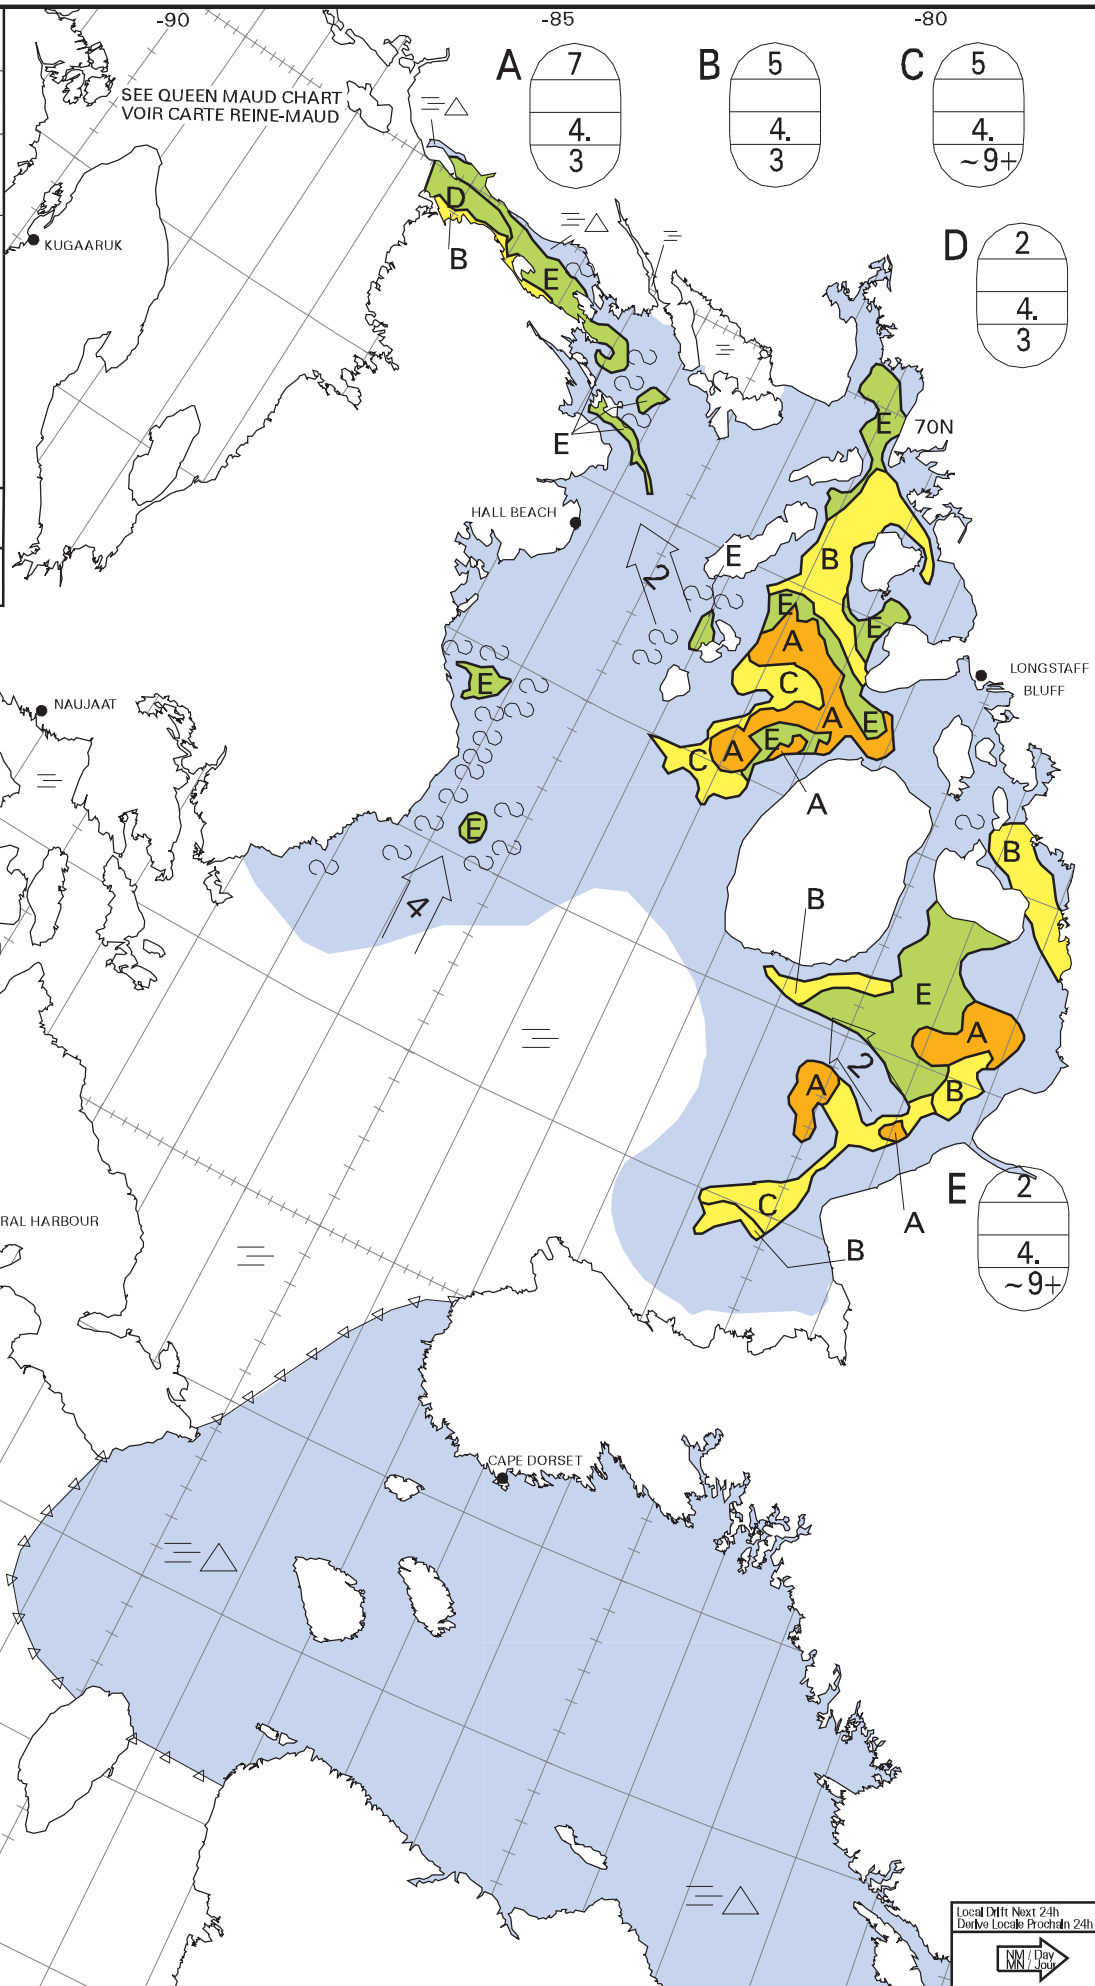 -90
-85
-80
A
7
4.
3
B
5
4.
3
C
5
4.
~9+
SEE QUEEN MAUD CHART
VOIR CARTE REINE-MAUD
D
2
4.
3
KUGAARUK
D
B
E
E
E
70N
HALL BEACH
E
B
2
E
E
A
LONGSTAFF
BLUFF
C
E
NAUJAAT
A
E
E
A
C
A
E
B
B
4
E
A
2
A
B
E
2
4.
~9+
C
A
B
RAL HARBOUR
CAPE DORSET
Local Drift Next 24h
Derive Locale Prochain 24h
NM / Day
MN / Jour